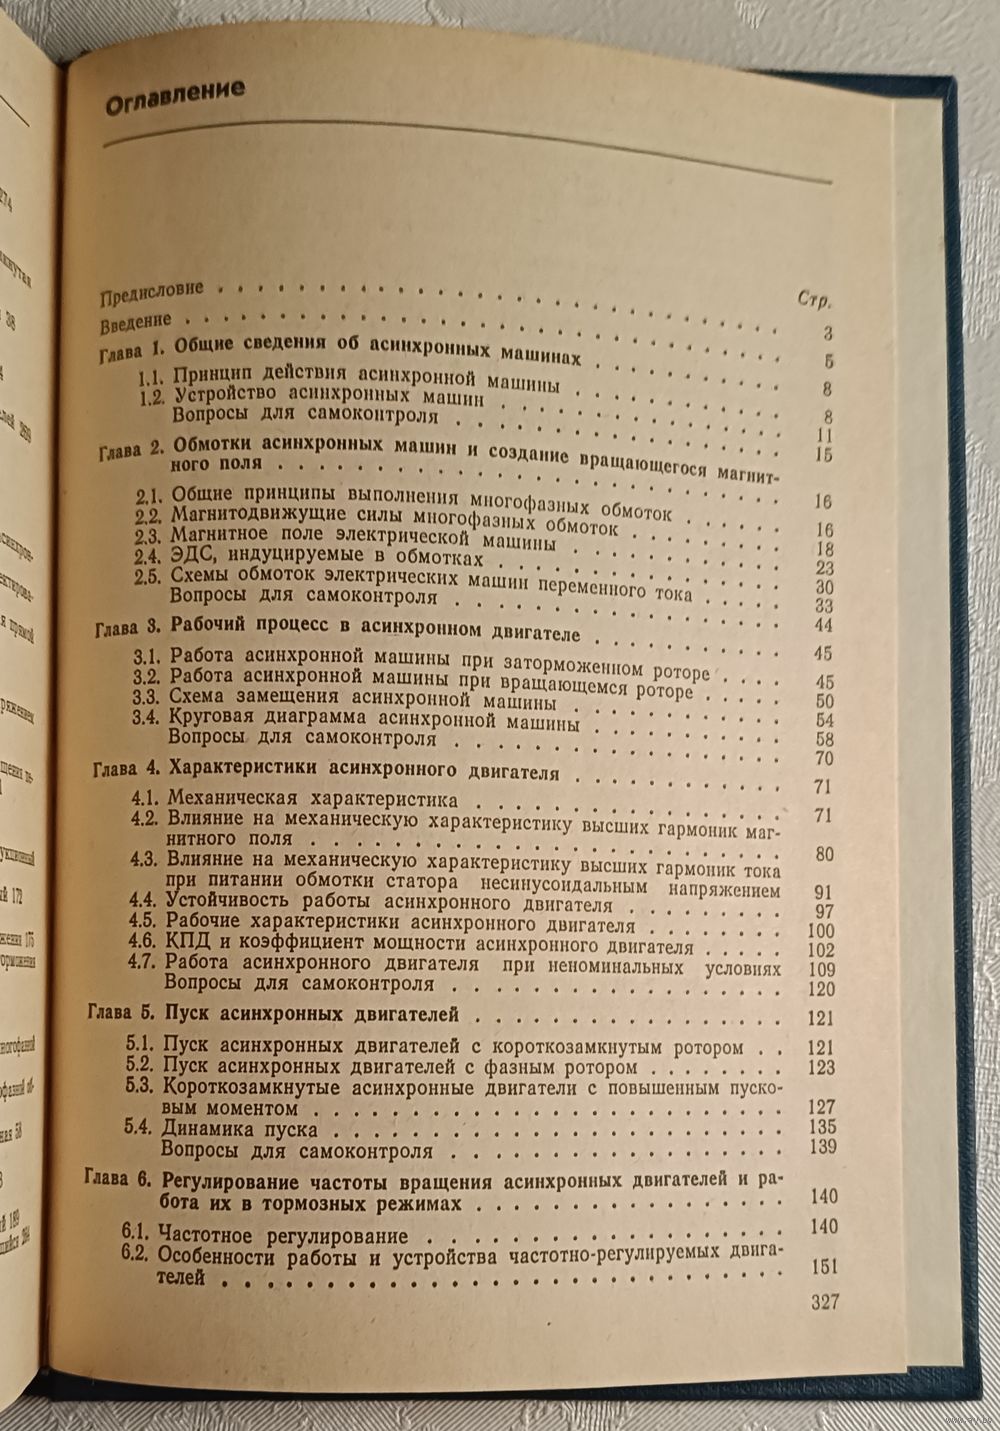 Оглавление
Стр.
Предисловие . . . . . . . . . . . . . . . . . . . . . . . . . . . . 3
Введение . . . . . . . . . . . . . . . . . . . . . . . . . . . . . . 5
Глава 1. Общие сведения об асинхронных машинах . . . . . . . . . . 8
1.1. Принцип действия асинхронной машины . . . . . . . . . . . 8
1.2. Устройство асинхронных машин . . . . . . . . . . . . . . 11
Вопросы для самоконтроля . . . . . . . . . . . . . . . . 15
Глава 2. Обмотки асинхронных машин и создание вращающегося магнит-
ного поля . . . . . . . . . . . . . . . . . . . . . . . . . 16
2.1. Общие принципы выполнения многофазных обмоток . . . . . . 16
2.2. Магнитодвижущие силы многофазных обмоток . . . . . . . . 18
2.3. Магнитное поле электрической машины . . . . . . . . . . . 23
2.4. ЭДС, индуцируемые в обмотках . . . . . . . . . . . . . . 30
2.5. Схемы обмоток электрических машин переменного тока . . . . . 33
Вопросы для самоконтроля . . . . . . . . . . . . . . . . 44
Глава 3. Рабочий процесс в асинхронном двигателе . . . . . . . . . . 45
3.1. Работа асинхронной машины при заторможенном роторе . . . . 45
3.2. Работа асинхронной машины при вращающемся роторе . . . . 50
3.3. Схема замещения асинхронной машины . . . . . . . . . . . 54
3.4. Круговая диаграмма асинхронной машины . . . . . . . . . . 58
Вопросы для самоконтроля . . . . . . . . . . . . . . . . 70
Глава 4. Характеристики асинхронного двигателя . . . . . . . . . . 71
4.1. Механическая характеристика . . . . . . . . . . . . . . . 71
4.2. Влияние на механическую характеристику высших гармоник маг-
нитного поля . . . . . . . . . . . . . . . . . . . . . . . 80
4.3. Влияние на механическую характеристику высших гармоник тока
при питании обмотки статора несинусоидальным напряжением 91
4.4. Устойчивость работы асинхронного двигателя . . . . . . . . 97
4.5. Рабочие характеристики асинхронного двигателя . . . . . . . 100
4.6. КПД и коэффициент мощности асинхронного двигателя . . . . . 102
4.7. Работа асинхронного двигателя при неноминальных условиях 109
Вопросы для самоконтроля . . . . . . . . . . . . . . . . 120
Глава 5. Пуск асинхронных двигателей . . . . . . . . . . . . . . . 121
5.1. Пуск асинхронных двигателей с короткозамкнутым ротором . . 121
5.2. Пуск асинхронных двигателей с фазным ротором . . . . . . . 123
5.3. Короткозамкнутые асинхронные двигатели с повышенным пуско-
вым моментом . . . . . . . . . . . . . . . . . . . . . . . 127
5.4. Динамика пуска . . . . . . . . . . . . . . . . . . . . . . 135
Вопросы для самоконтроля . . . . . . . . . . . . . . . . 139
Глава 6. Регулирование частоты вращения асинхронных двигателей и ра-
бота их в тормозных режимах . . . . . . . . . . . . . . . 140
6.1. Частотное регулирование . . . . . . . . . . . . . . . . . 140
6.2. Особенности работы и устройства частотно-регулируемых двига-
телей . . . . . . . . . . . . . . . . . . . . . . . . . . . 151
327